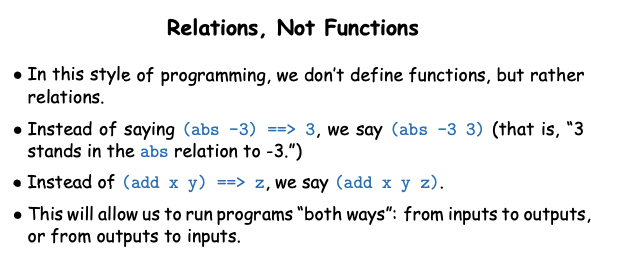 Relations, Not Functions
• In this style of programming, we don't define functions, but rather
relations.
• Instead of saying (abs -3) ==> 3, we say (abs -3 3) (that is, "3
stands in the abs relation to -3.")
• Instead of (add x y) ==> z, we say (add x y z).
• This will allow us to run programs "both ways": from inputs to outputs,
or from outputs to inputs.